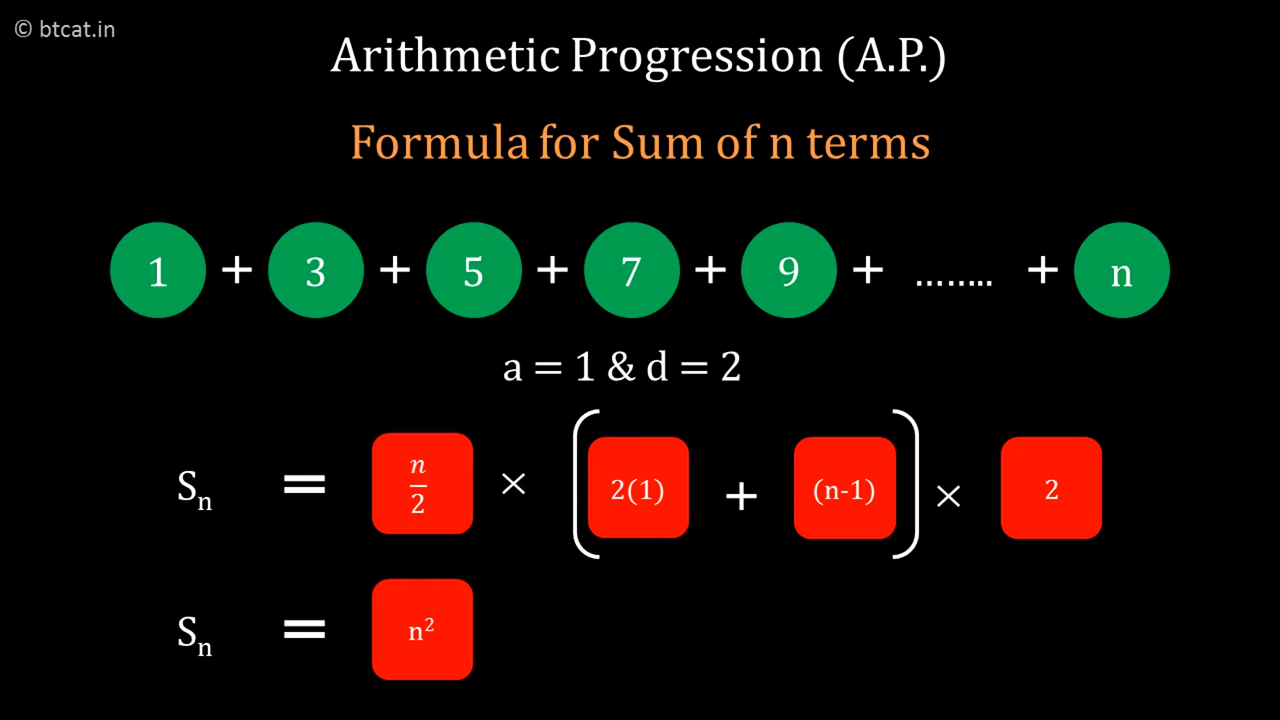 © btcat.in
Arithmetic Progression (A.P.)
Formula for Sum of n terms
1 + 3 + 5 + 7 + 9 + ........ + n
a = 1 & d = 2
Sₙ = n/2 × (2(1) + (n-1)) × 2
Sₙ = n²